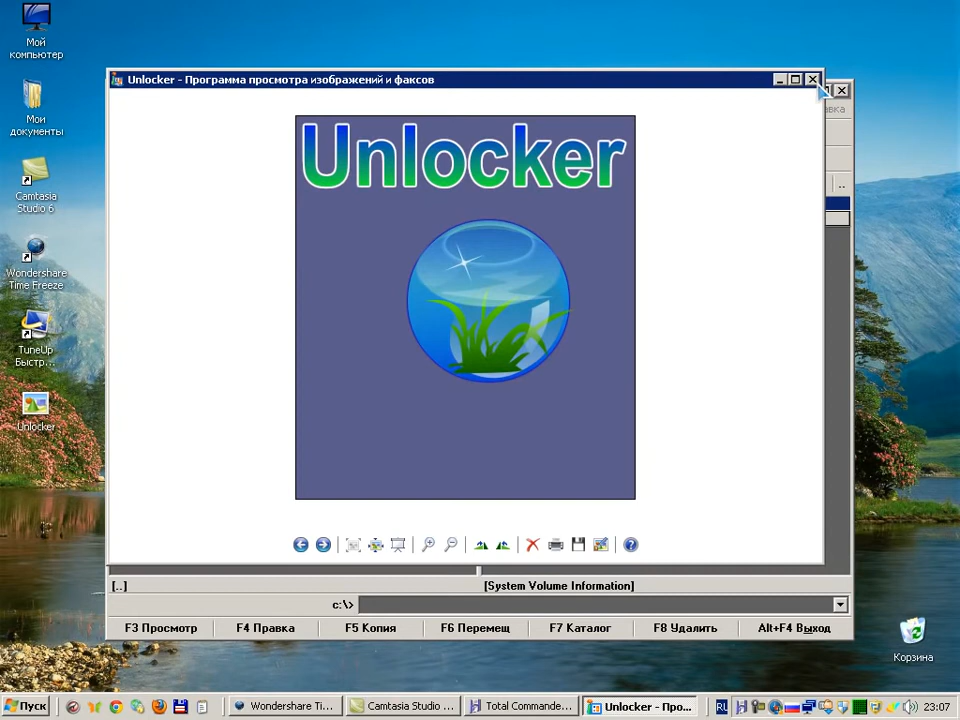 Мой
компьютер
Мои
документы
Camtasia
Studio 6
Wondershare
Time Freeze
TuneUp
Быстр...
Unlocker
Unlocker - Программа просмотра изображений и факсов
Unlocker
..
[..]
[System Volume Information]
c:\>
F3 Просмотр
F4 Правка
F5 Копия
F6 Перемещ
F7 Каталог
F8 Удалить
Alt+F4 Выход
Корзина
Пуск
Wondershare Ti...
Camtasia Studio ...
Total Commande...
Unlocker - Про...
RL
23:07